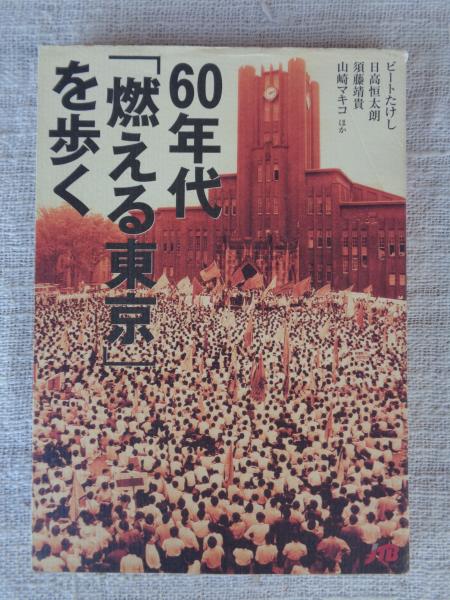 60年代
「燃える東京」
を歩く
ビートたけし
日高恒太朗
須藤靖貴
山崎マキコ ほか
JTB